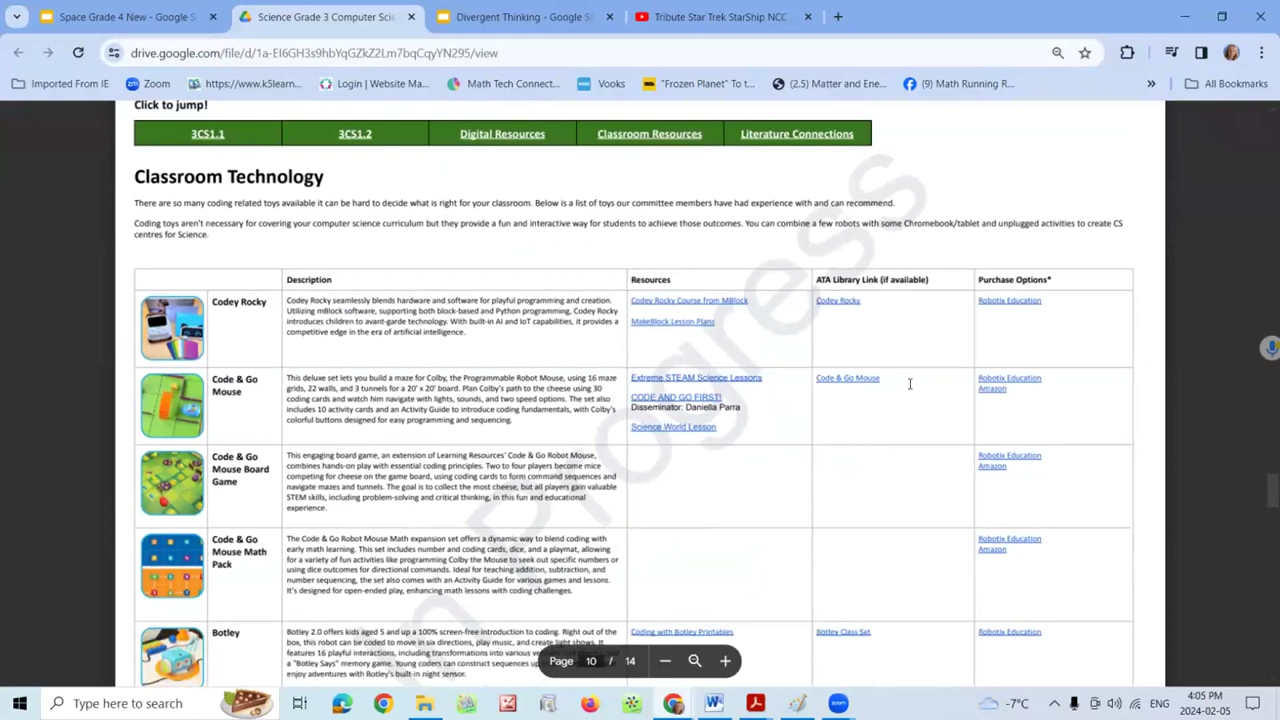 Space Grade 4 New - Google S
Science Grade 3 Computer Scie
Divergent Thinking - Google Sl
Tribute Star Trek StarShip NCC
drive.google.com/file/d/1a-EI6GH3s9hbYqGZkZ2Lm7bqCqyYN295/view
Imported From IE
Zoom
https://www.k5learn...
Login | Website Ma...
Math Tech Connect...
Vooks
"Frozen Planet" To t...
(2.5) Matter and Ene...
(9) Math Running R...
All Bookmarks
Click to jump!
3CS1.1
3CS1.2
Digital Resources
Classroom Resources
Literature Connections
Classroom Technology
There are so many coding related toys available it can be hard to decide what is right for your classroom. Below is a list of toys our committee members have had experience with and can recommend.
Coding toys aren't necessary for covering your computer science curriculum but they provide a fun and interactive way for students to achieve those outcomes. You can combine a few robots with some Chromebook/tablet and unplugged activities to create CS
centres for Science.
Description
Resources
ATA Library Link (if available)
Purchase Options*
Codey Rocky
Codey Rocky seamlessly blends hardware and software for playful programming and creation.
Utilizing mBlock software, supporting both block-based and Python programming, Codey Rocky
introduces children to avant-garde technology. With built-in AI and IoT capabilities, it provides a
competitive edge in the era of artificial intelligence.
Codey Rocky Course from MBlock
MakeBlock Lesson Plans
Codey Rocky
Robotix Education
Code & Go
Mouse
This deluxe set lets you build a maze for Colby, the Programmable Robot Mouse, using 16 maze
grids, 22 walls, and 3 tunnels for a 20' x 20' board. Plan Colby's path to the cheese using 30
coding cards and watch him navigate with lights, sounds, and two speed options. The set also
includes 10 activity cards and an Activity Guide to introduce coding fundamentals, with Colby's
colorful buttons designed for easy programming and sequencing.
Extreme STEAM Science Lessons
CODE AND GO FIRST!
Disseminator: Daniella Parra
Science World Lesson
Code & Go Mouse
Robotix Education
Amazon
Code & Go
Mouse Board
Game
This engaging board game, an extension of Learning Resources' Code & Go Robot Mouse,
combines hands-on play with essential coding principles. Two to four players become mice
competing for cheese on the game board, using coding cards to form command sequences and
navigate mazes and tunnels. The goal is to collect the most cheese, but all players gain valuable
STEM skills, including problem-solving and critical thinking, in this fun and educational
experience.
Robotix Education
Amazon
Code & Go
Mouse Math
Pack
The Code & Go Robot Mouse Math expansion set offers a dynamic way to blend coding with
early math learning. This set includes number and coding cards, dice, and a playmat, allowing
for a variety of fun activities like programming Colby the Mouse to seek out specific numbers or
using dice outcomes for directional commands. Ideal for teaching addition, subtraction, and
number sequencing, the set also comes with an Activity Guide for various games and lessons.
It's designed for open-ended play, enhancing math lessons with coding challenges.
Robotix Education
Amazon
Botley
Botley 2.0 offers kids aged 5 and up a 100% screen-free introduction to coding. Right out of the
box, this robot can be coded to move in six directions, play music, and create light shows. It
features 16 playful interactions, including transformations into various
a "Botley Says" memory game. Young coders can construct sequences
enjoy adventures with Botley's built-in night sensor.
Coding with Botley Printables
Botley Class Set
Robotix Education
In Progress
Page 10 / 14
Type here to search
-7°C
ENG
4:05 PM
2024-02-05